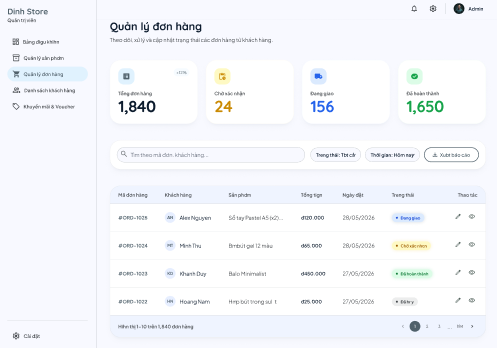 Dinh Store
Quản trị viên
Bảng điều khiển
Quản lý sản phẩm
Quản lý đơn hàng
Danh sách khách hàng
Khuyến mãi & Voucher
Cài đặt
Admin
Quản lý đơn hàng
Theo dõi, xử lý và cập nhật trạng thái các đơn hàng từ khách hàng.
Tổng đơn hàng
1,840
Chờ xác nhận
24
Đang giao
156
Đã hoàn thành
1,650
Tìm theo mã đơn, khách hàng...
Trạng thái: Tất cả
Thời gian: Hôm nay
Xuất báo cáo
Mã đơn hàng Khách hàng Sản phẩm Tổng tiền Ngày đặt Trạng thái Thao tác
#ORD-1025 AN Alex Nguyen Sổ tay Pastel A5 (x2)... đ120.000 28/05/2026 Đang giao
#ORD-1024 MT Minh Thu Bút gel 12 màu đ65.000 28/05/2026 Chờ xác nhận
#ORD-1023 KD Khanh Duy Balo Minimalist đ450.000 27/05/2026 Đã hoàn thành
#ORD-1022 HN Hoang Nam Hộp bút trong đ25.000 27/05/2026 Đã hủy
Hiển thị 1-10 trên 1,840 đơn hàng
1 2 3 ...